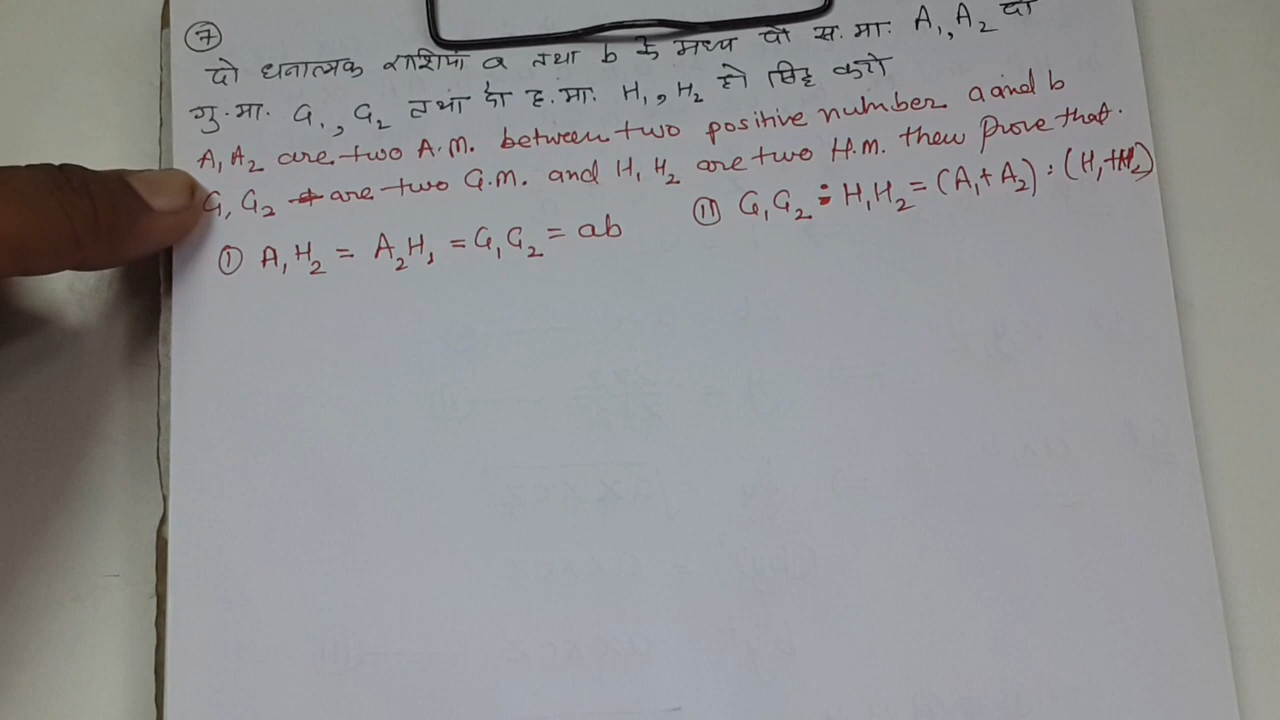 ⑦
दो धनात्मक राशियों a तथा b के मध्य दो स.मा. A₁, A₂ दो
गु.मा. G₁, G₂ तथा दो ह.मा. H₁, H₂ हो सिद्ध करो
A₁ A₂ are two A.M. between two positive number a and b
G₁ G₂ are two G.M. and H₁ H₂ are two H.M. then Prove that.
① A₁H₂ = A₂H₁ = G₁G₂ = ab
⑪ G₁G₂ : H₁H₂ = (A₁+A₂) : (H₁+H₂)